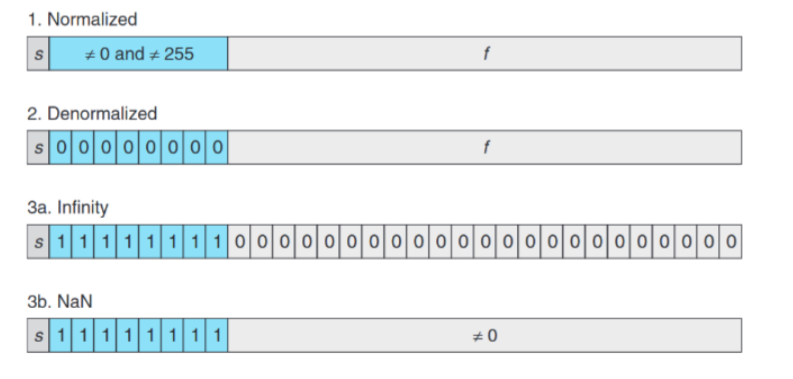 1. Normalized
s ≠ 0 and ≠ 255 f
2. Denormalized
s 0 0 0 0 0 0 0 0 f
3a. Infinity
s 1 1 1 1 1 1 1 1 0 0 0 0 0 0 0 0 0 0 0 0 0 0 0 0 0 0 0 0 0 0 0
3b. NaN
s 1 1 1 1 1 1 1 1 ≠ 0